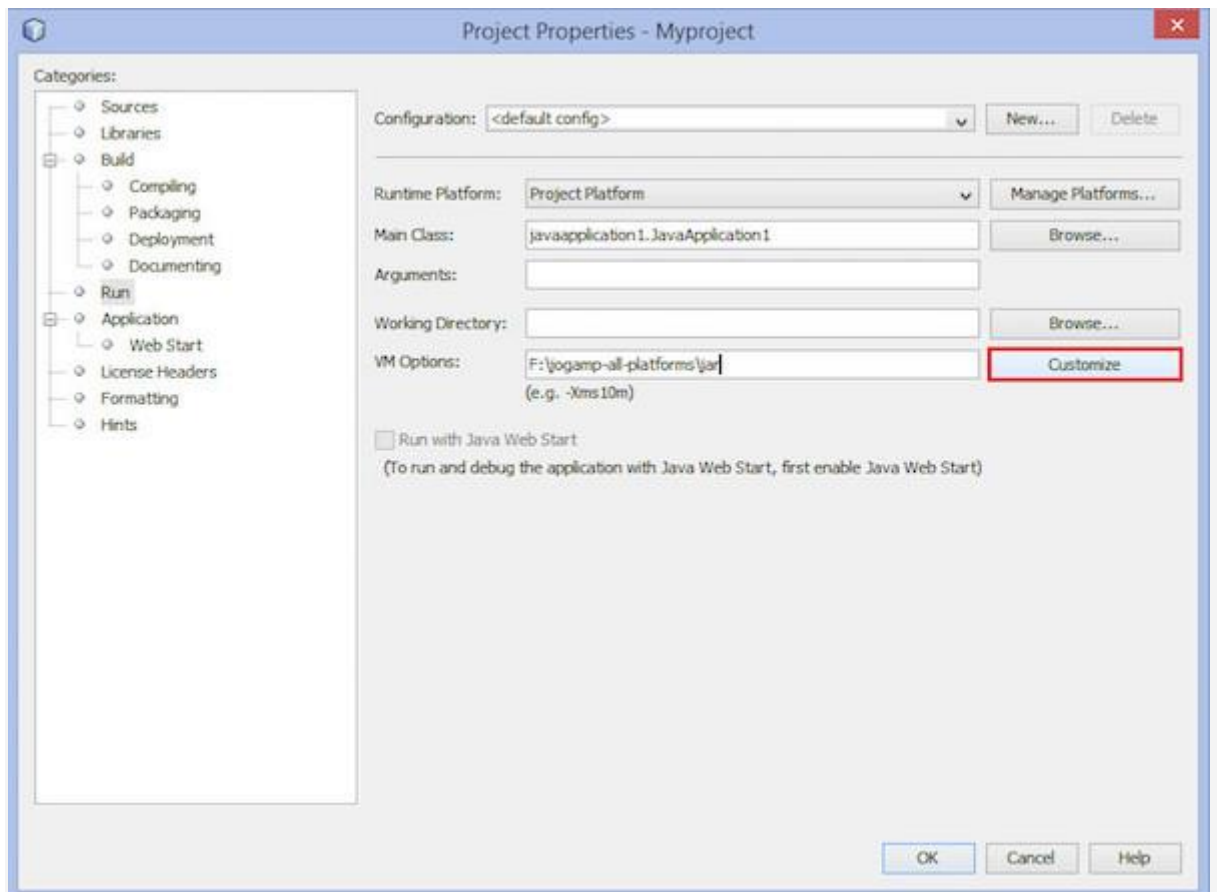 Project Properties - Myproject
Categories:
Sources
Libraries
Build
Compiling
Packaging
Deployment
Documenting
Run
Application
Web Start
License Headers
Formatting
Hints
Configuration: <default config> New... Delete
Runtime Platform: Project Platform Manage Platforms...
Main Class: javaapplication1.JavaApplication1 Browse...
Arguments:
Working Directory: Browse...
VM Options: F:\jogamp-all-platforms\jar Customize
(e.g. -Xms10m)
Run with Java Web Start
(To run and debug the application with Java Web Start, first enable Java Web Start)
OK Cancel Help